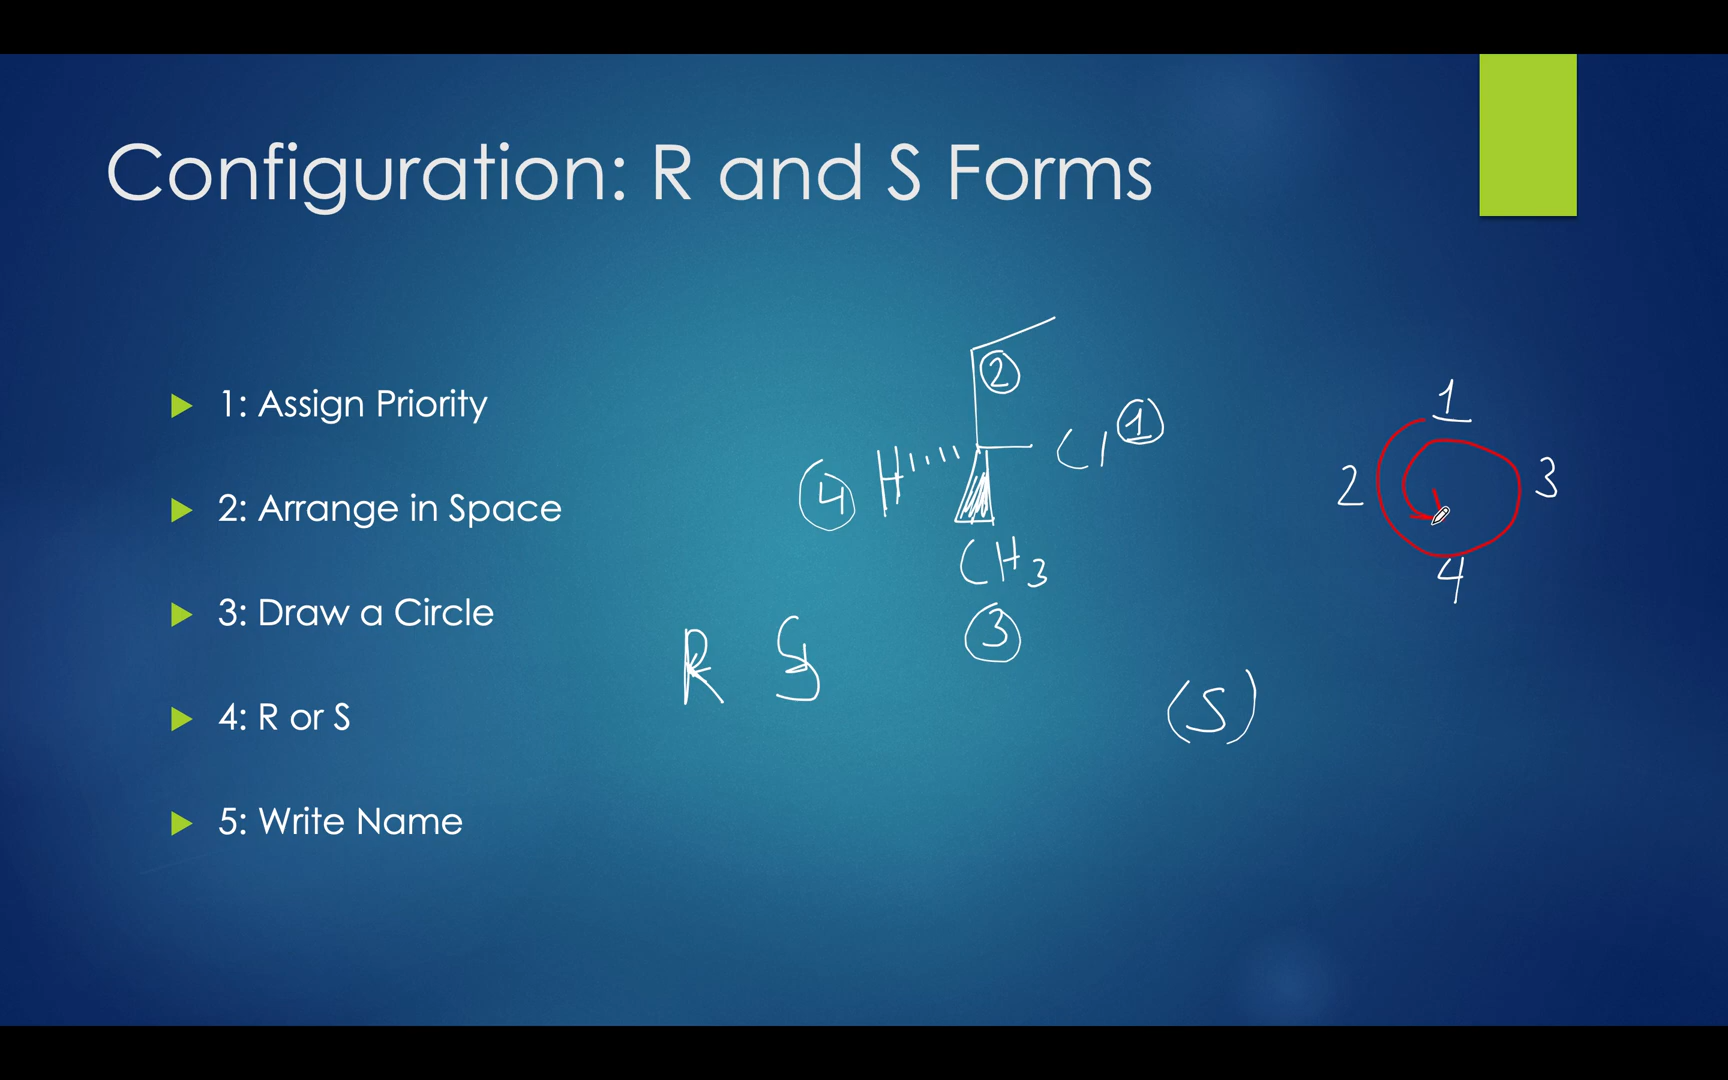 Configuration: R and S Forms
1: Assign Priority
2: Arrange in Space
3: Draw a Circle
4: R or S
5: Write Name
2
1
H
Cl
4
CH3
3
R S
(S)
1
2
3
4